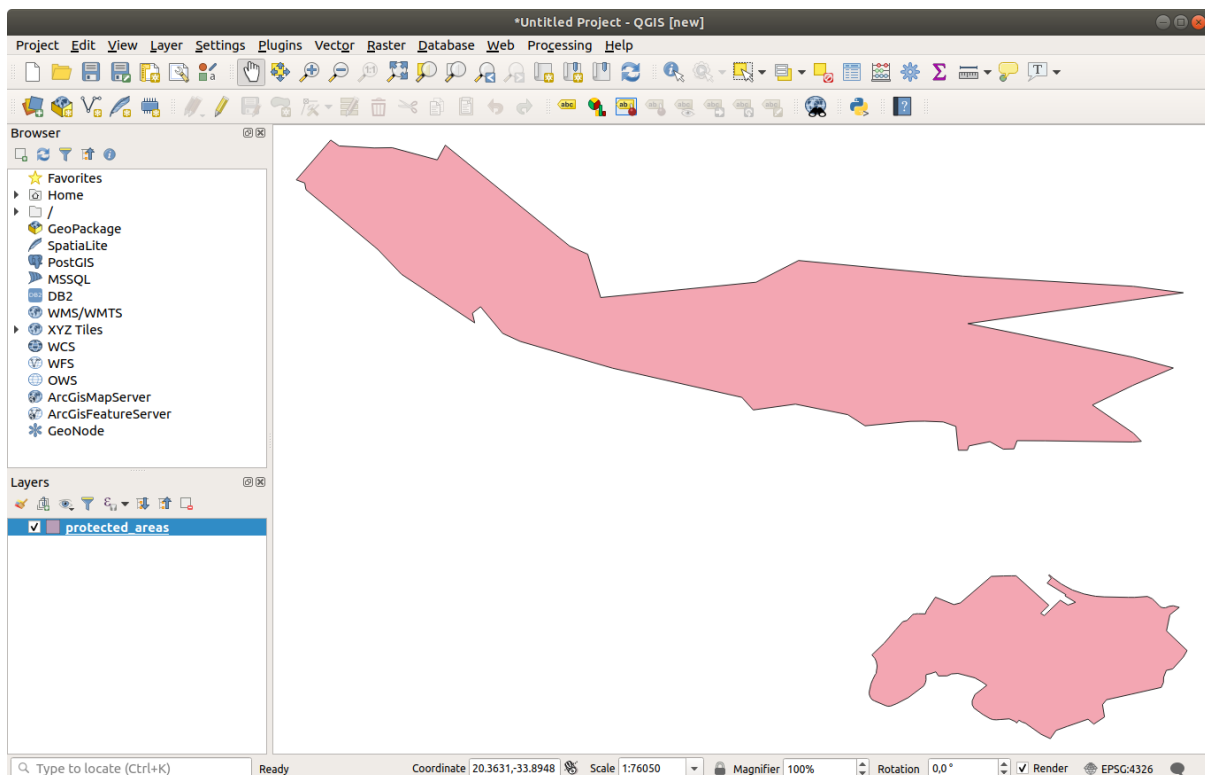 *Untitled Project - QGIS [new]
Project Edit View Layer Settings Plugins Vector Raster Database Web Processing Help
Browser
Favorites
Home
/
GeoPackage
SpatiaLite
PostGIS
MSSQL
DB2
WMS/WMTS
XYZ Tiles
WCS
WFS
OWS
ArcGisMapServer
ArcGisFeatureServer
GeoNode
Layers
protected_areas
Type to locate (Ctrl+K) Ready Coordinate 20.3631,-33.8948 Scale 1:76050 Magnifier 100% Rotation 0,0 ° Render EPSG:4326